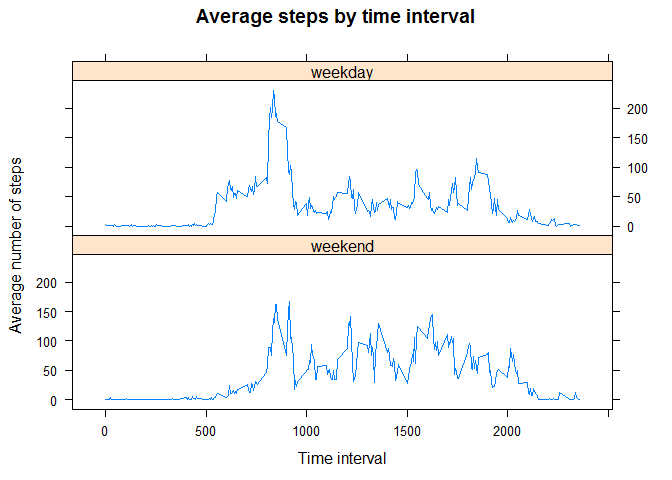 Average steps by time interval
weekday
200
150
100
50
0
Average number of steps
weekend
200
150
100
50
0
0 500 1000 1500 2000
Time interval